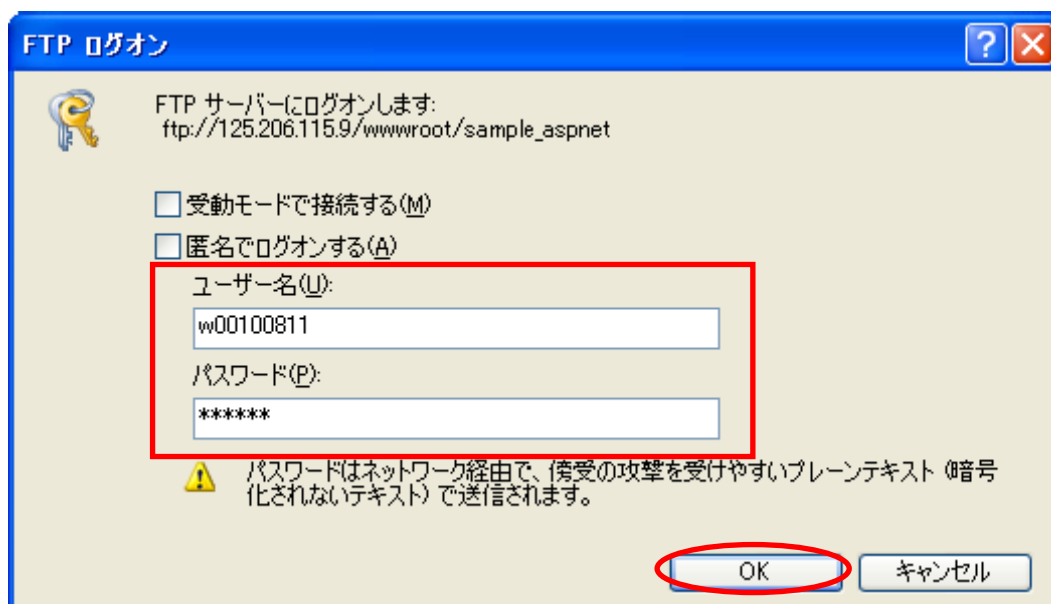 FTP ログオン
FTP サーバーにログオンします:
ftp://125.206.115.9/wwwroot/sample_aspnet
受動モードで接続する(M)
匿名でログオンする(A)
ユーザー名(U):
w00100811
パスワード(P):
******
パスワードはネットワーク経由で、傍受の攻撃を受けやすいプレーンテキスト (暗号
化されないテキスト) で送信されます。
OK
キャンセル